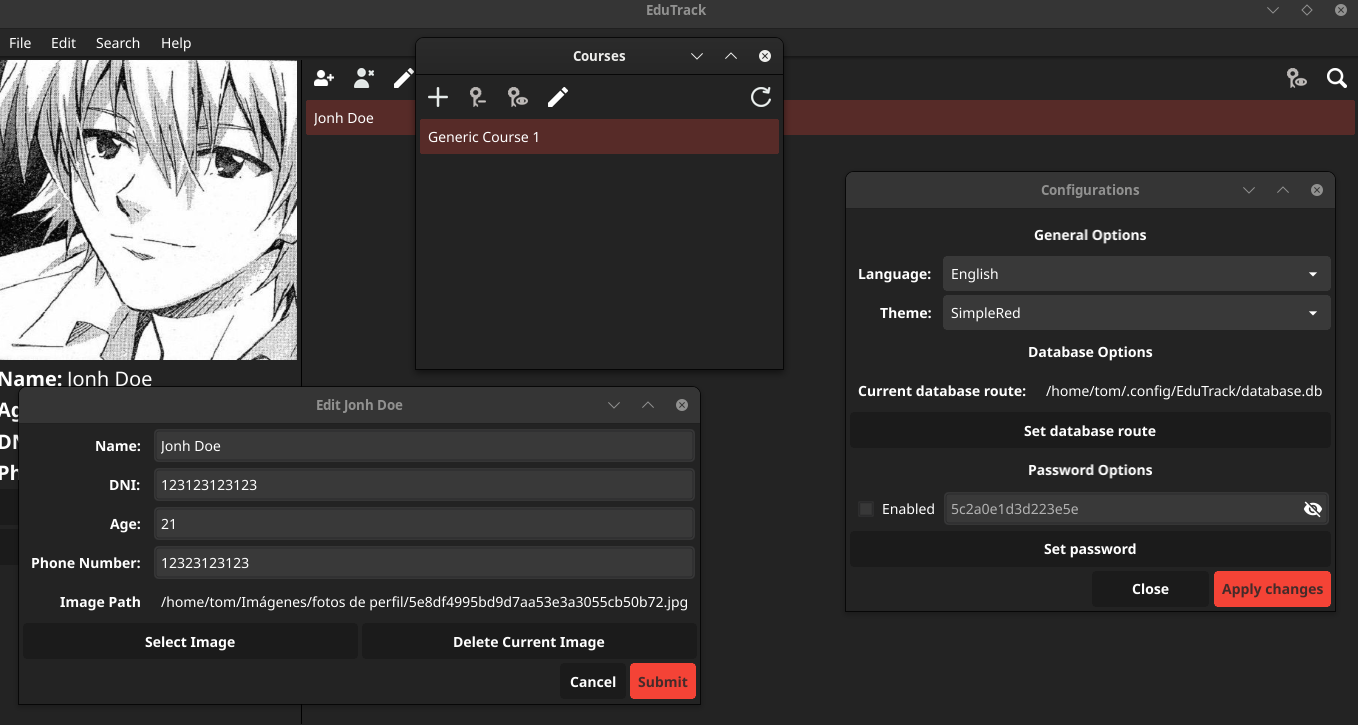 EduTrack
File Edit Search Help
Courses
Jonh Doe
Generic Course 1
Configurations
General Options
Language: English
Theme: SimpleRed
Database Options
Current database route: /home/tom/.config/EduTrack/database.db
Set database route
Password Options
Enabled 5c2a0e1d3d223e5e
Set password
Close Apply changes
Name: Jonh Doe
Ag
DN
Ph
Edit Jonh Doe
Name: Jonh Doe
DNI: 123123123123
Age: 21
Phone Number: 12323123123
Image Path /home/tom/Imágenes/fotos de perfil/5e8df4995bd9d7aa53e3a3055cb50b72.jpg
Select Image Delete Current Image
Cancel Submit